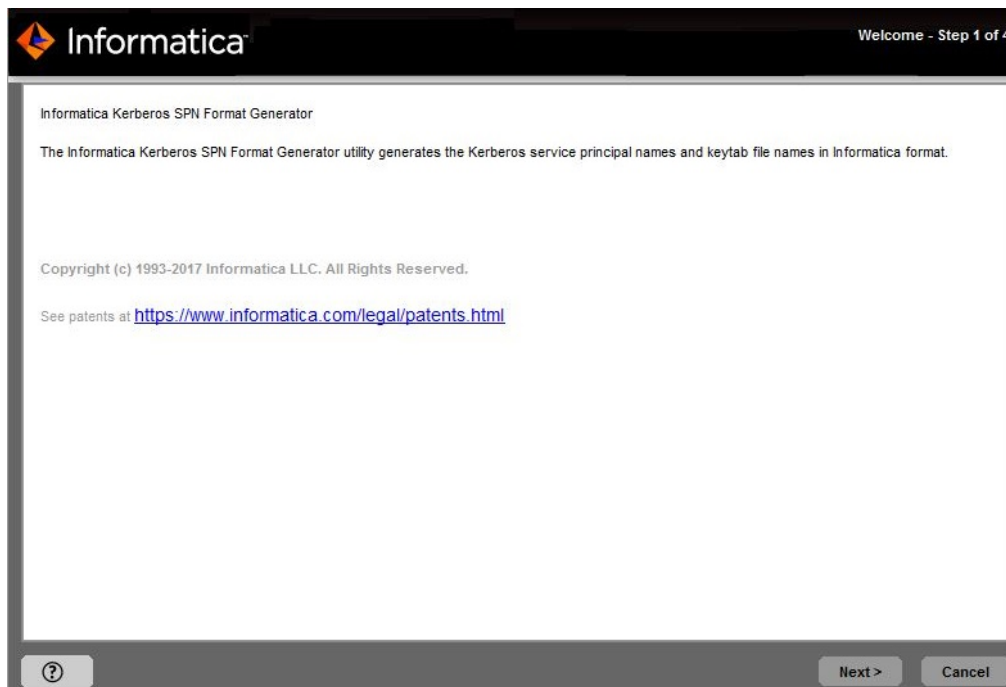 Informatica™
Welcome - Step 1 of 4
Informatica Kerberos SPN Format Generator
The Informatica Kerberos SPN Format Generator utility generates the Kerberos service principal names and keytab file names in Informatica format.
Copyright (c) 1993-2017 Informatica LLC. All Rights Reserved.
See patents at https://www.informatica.com/legal/patents.html
?
Next >
Cancel